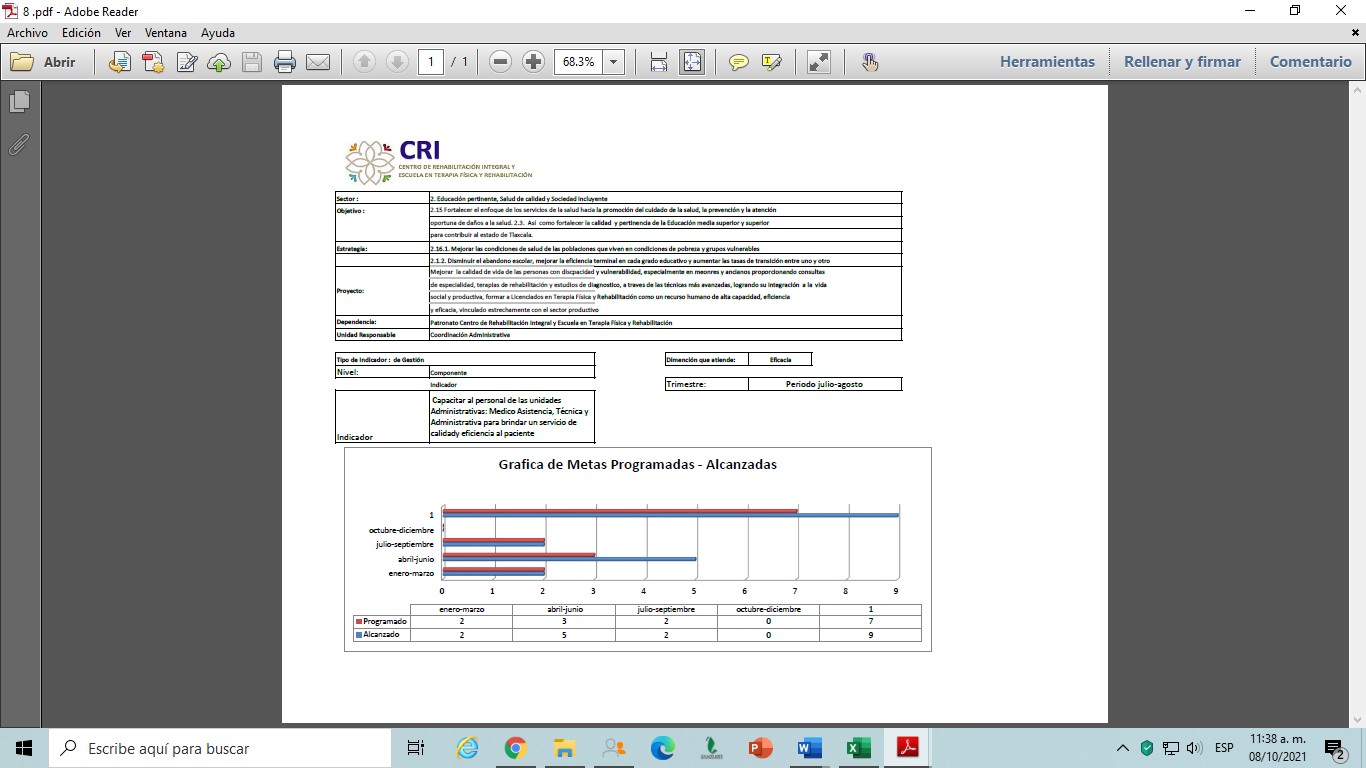 8 .pdf - Adobe Reader
Archivo Edición Ver Ventana Ayuda
Abrir 1 / 1 68.3% Herramientas Rellenar y firmar Comentario
CRI
CENTRO DE REHABILITACIÓN INTEGRAL Y
ESCUELA EN TERAPIA FÍSICA Y REHABILITACIÓN
Sector : 2. Educación pertinente, Salud de calidad y Sociedad Incluyente
Objetivo : 2.15 Fortalecer el enfoque de los servicios de la salud hacia la promoción del cuidado de la salud, la prevención y la atención
oportuna de daños a la salud. 2.3. Así como fortalecer la calidad y pertinencia de la Educación media superior y superior
para contribuir al estado de Tlaxcala.
Estrategia: 2.16.1. Mejorar las condiciones de salud de las poblaciones que viven en condiciones de pobreza y grupos vulnerables
2.1.2. Disminuir el abandono escolar, mejorar la eficiencia terminal en cada grado educativo y aumentar las tasas de transición entre uno y otro
Mejorar la calidad de vida de las personas con discpacidad y vulnerabilidad, especialmente en meonres y ancianos proporcionando consultas
Proyecto: de especialidad, terapias de rehabilitación y estudios de diagnostico, a traves de las técnicas más avanzadas, logrando su integración a la vida
social y productiva, formar a Licenciados en Terapia Física y Rehabilitación como un recurso humano de alta capacidad, eficiencia
y eficacia, vinculado estrechamente con el sector productivo
Dependencia: Patronato Centro de Rehabilitación Integral y Escuela en Terapia Física y Rehabilitación
Unidad Responsable Coordinación Administrativa
Tipo de Indicador : de Gestión Dimención que atiende: Eficacia
Nivel: Componente
Indicador Trimestre: Periodo julio-agosto
Capacitar al personal de las unidades
Administrativas: Medico Asistencia, Técnica y
Administrativa para brindar un servicio de
calidady eficiencia al paciente
Indicador
Grafica de Metas Programadas - Alcanzadas
1
octubre-diciembre
julio-septiembre
abril-junio
enero-marzo
0 1 2 3 4 5 6 7 8 9
enero-marzo abril-junio julio-septiembre octubre-diciembre 1
Programado 2 3 2 0 7
Alcanzado 2 5 2 0 9
Escribe aquí para buscar
ESP
11:38 a. m.
08/10/2021
2